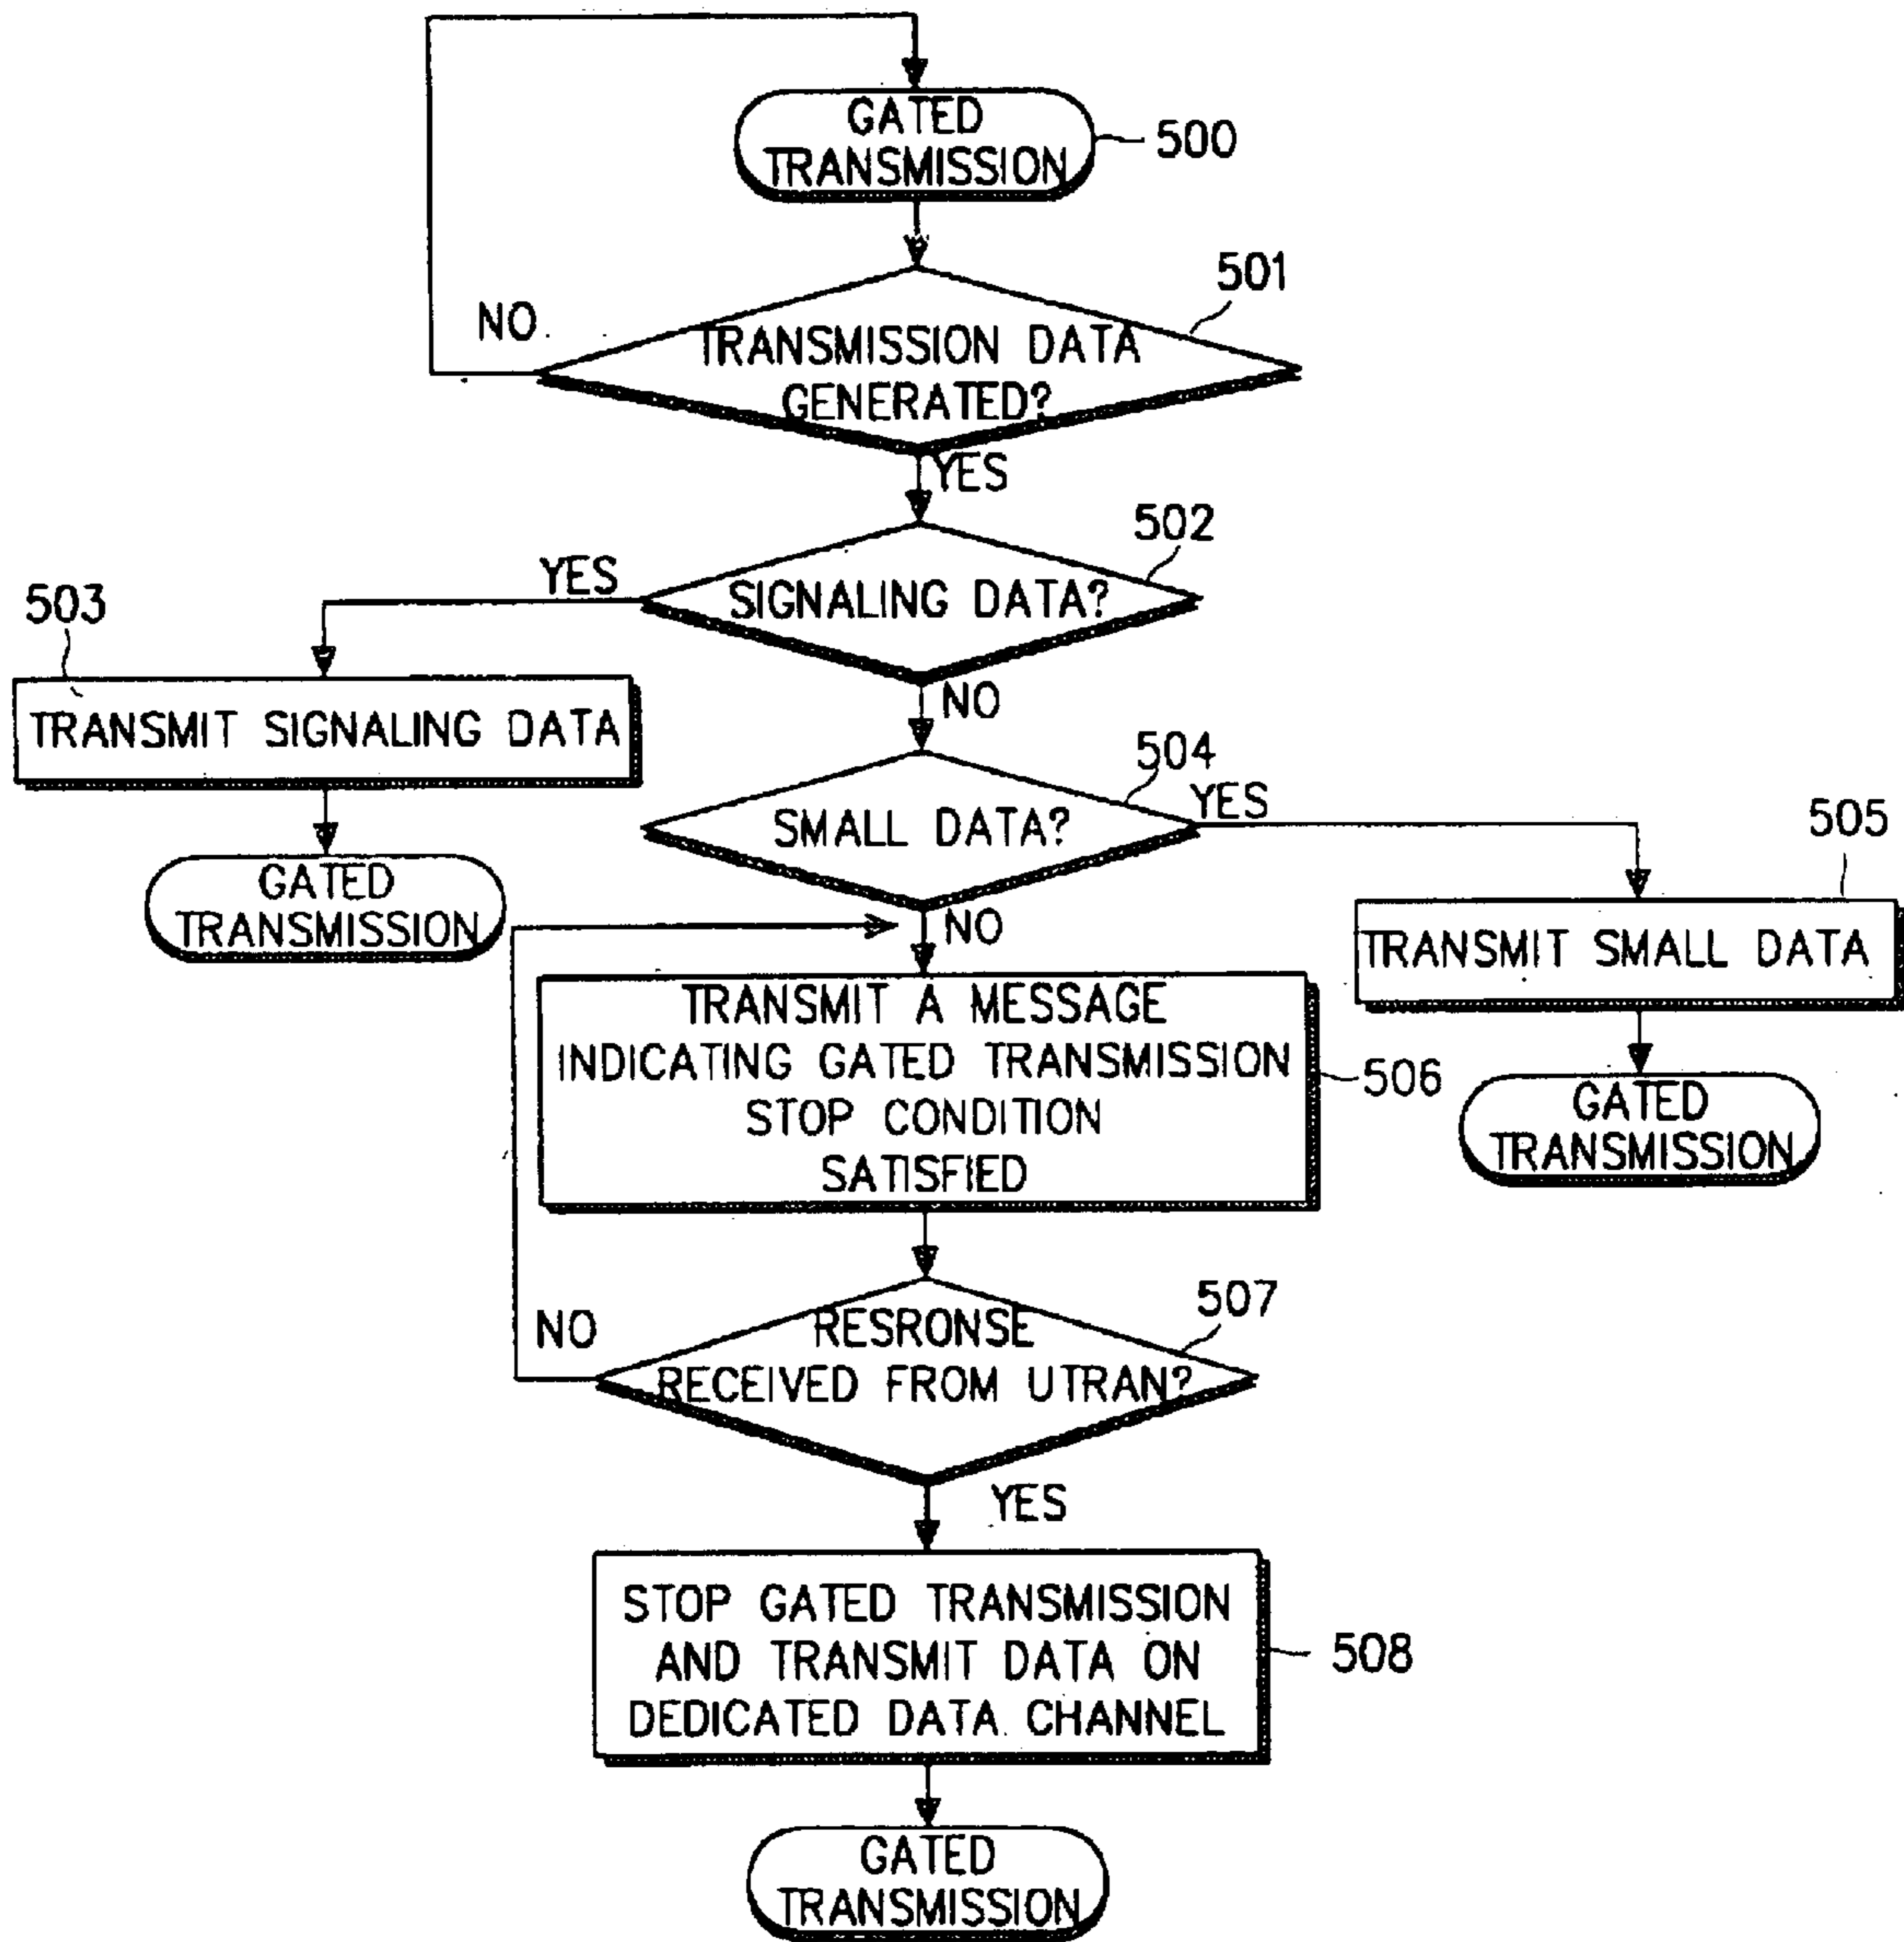 GATED
TRANSMISSION
500
501
NO
TRANSMISSION DATA
GENERATED?
YES
502
YES
SIGNALING DATA?
503
NO
TRANSMIT SIGNALING DATA
504
YES
SMALL DATA?
505
GATED
TRANSMISSION
NO
TRANSMIT SMALL DATA
TRANSMIT A MESSAGE
INDICATING GATED TRANSMISSION
STOP CONDITION
SATISFIED
506
GATED
TRANSMISSION
507
NO
RESRONSE
RECEIVED FROM UTRAN?
YES
STOP GATED TRANSMISSION
AND TRANSMIT DATA ON
DEDICATED DATA CHANNEL
508
GATED
TRANSMISSION